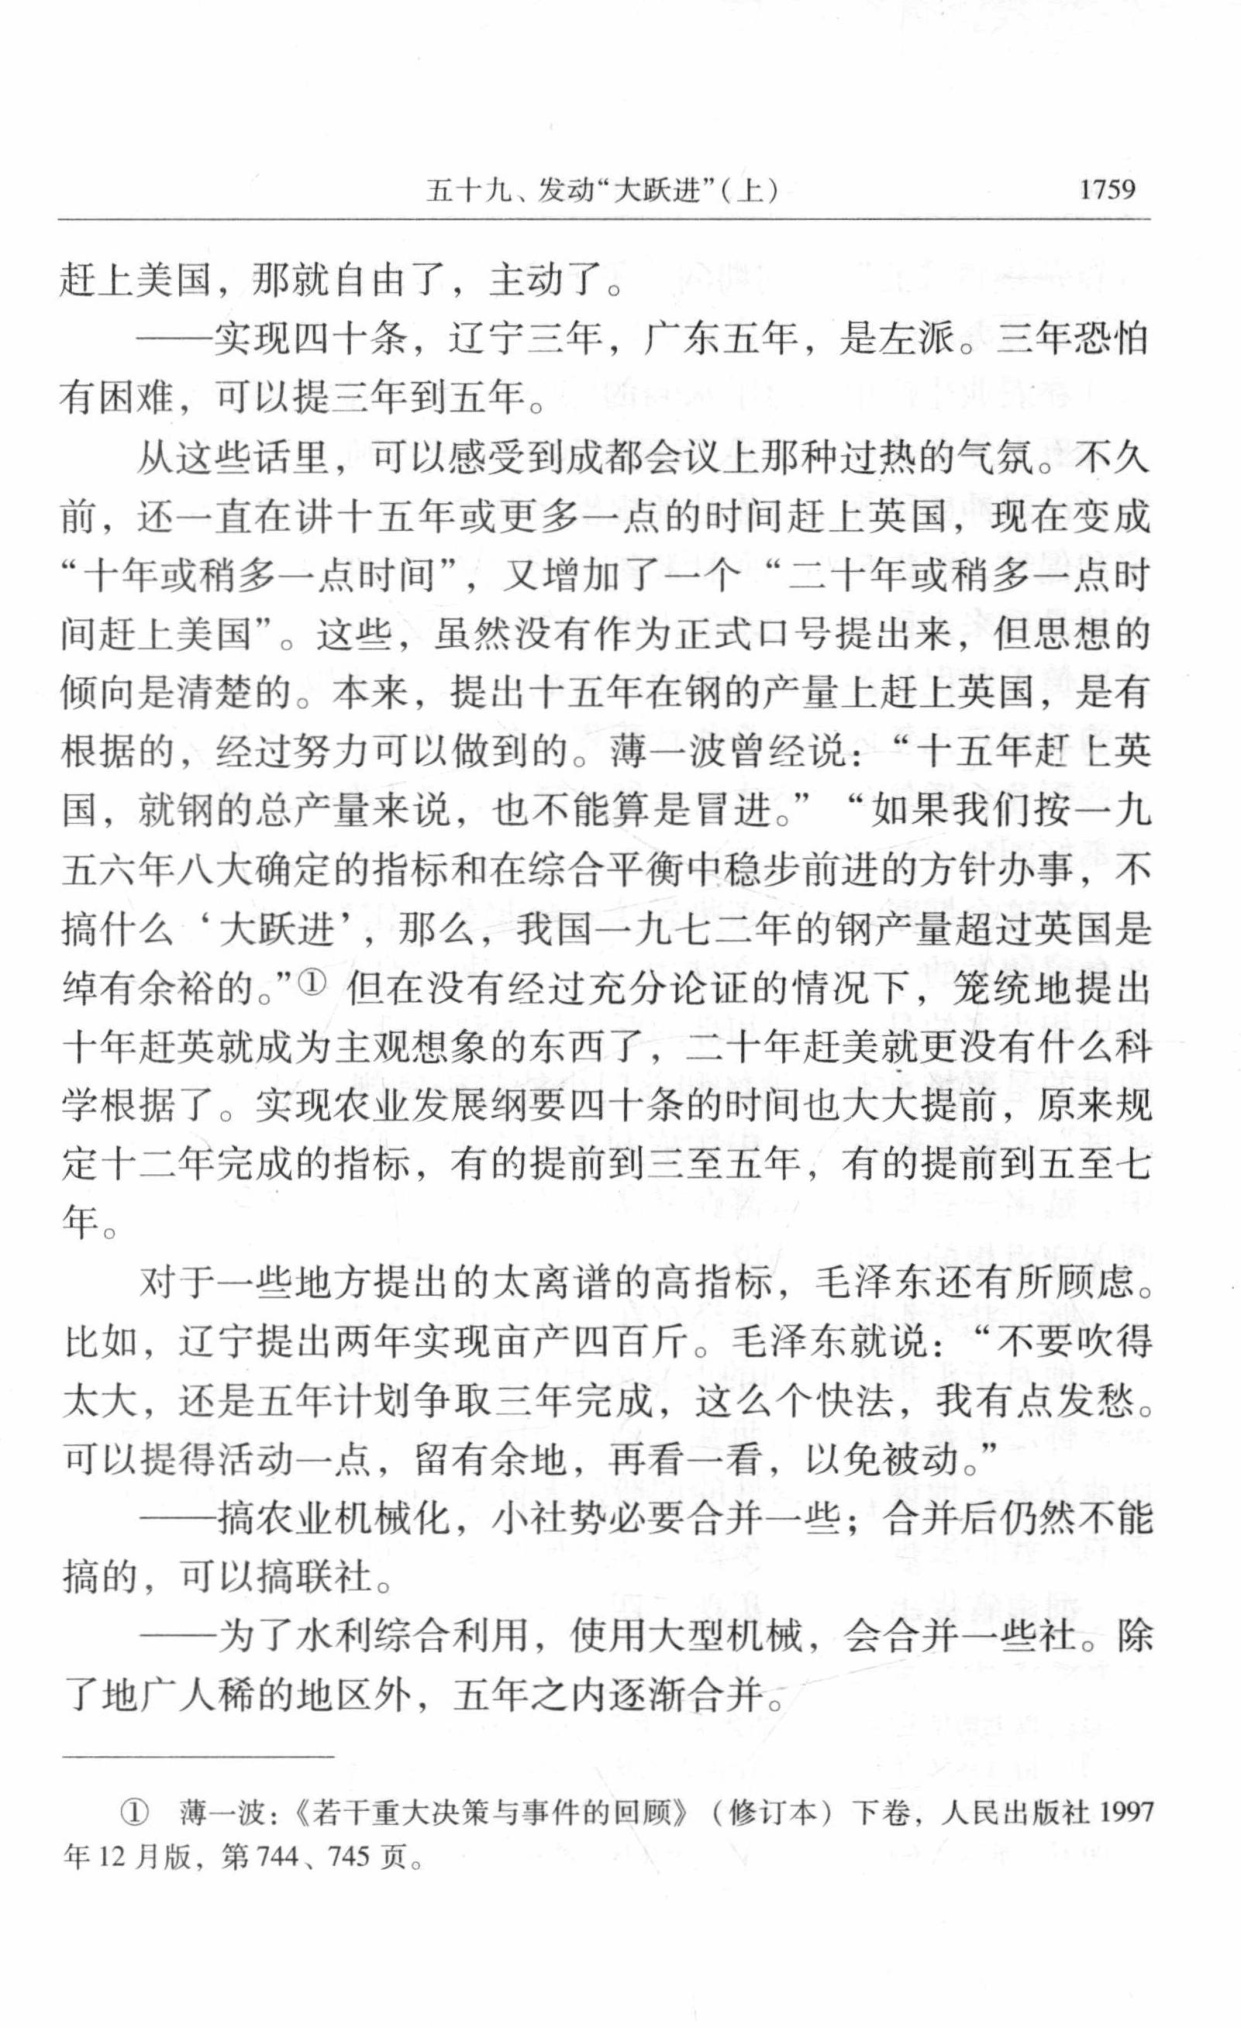 五十九、发动“大跃进”（上） 1759
赶上美国，那就自由了，主动了。
——实现四十条，辽宁三年，广东五年，是左派。三年恐怕
有困难，可以提三年到五年。
从这些话里，可以感受到成都会议上那种过热的气氛。不久
前，还一直在讲十五年或更多一点的时间赶上英国，现在变成
“十年或稍多一点时间”，又增加了一个“二十年或稍多一点时
间赶上美国”。这些，虽然没有作为正式口号提出来，但思想的
倾向是清楚的。本来，提出十五年在钢的产量上赶上英国，是有
根据的，经过努力可以做到的。薄一波曾经说：“十五年赶上英
国，就钢的总产量来说，也不能算是冒进。”“如果我们按一九
五六年八大确定的指标和在综合平衡中稳步前进的方针办事，不
搞什么‘大跃进’，那么，我国一九七二年的钢产量超过英国是
绰有余裕的。”①但在没有经过充分论证的情况下，笼统地提出
十年赶英就成为主观想象的东西了，二十年赶美就更没有什么科
学根据了。实现农业发展纲要四十条的时间也大大提前，原来规
定十二年完成的指标，有的提前到三至五年，有的提前到五至七
年。
对于一些地方提出的太离谱的高指标，毛泽东还有所顾虑。
比如，辽宁提出两年实现亩产四百斤。毛泽东就说：“不要吹得
太大，还是五年计划争取三年完成，这么个快法，我有点发愁。
可以提得活动一点，留有余地，再看一看，以免被动。”
——搞农业机械化，小社势必要合并一些；合并后仍然不能
搞的，可以搞联社。
——为了水利综合利用，使用大型机械，会合并一些社。除
了地广人稀的地区外，五年之内逐渐合并。
① 薄一波：《若干重大决策与事件的回顾》（修订本）下卷，人民出版社 1997
年 12 月版，第 744、745 页。